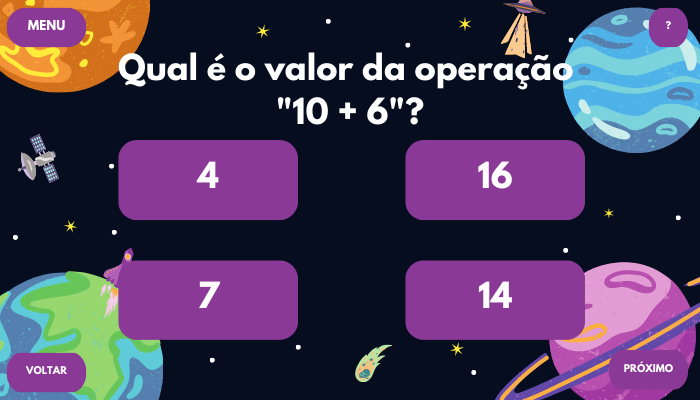 MENU
?
Qual é o valor da operação
"10 + 6"?
4
16
7
14
VOLTAR
PRÓXIMO